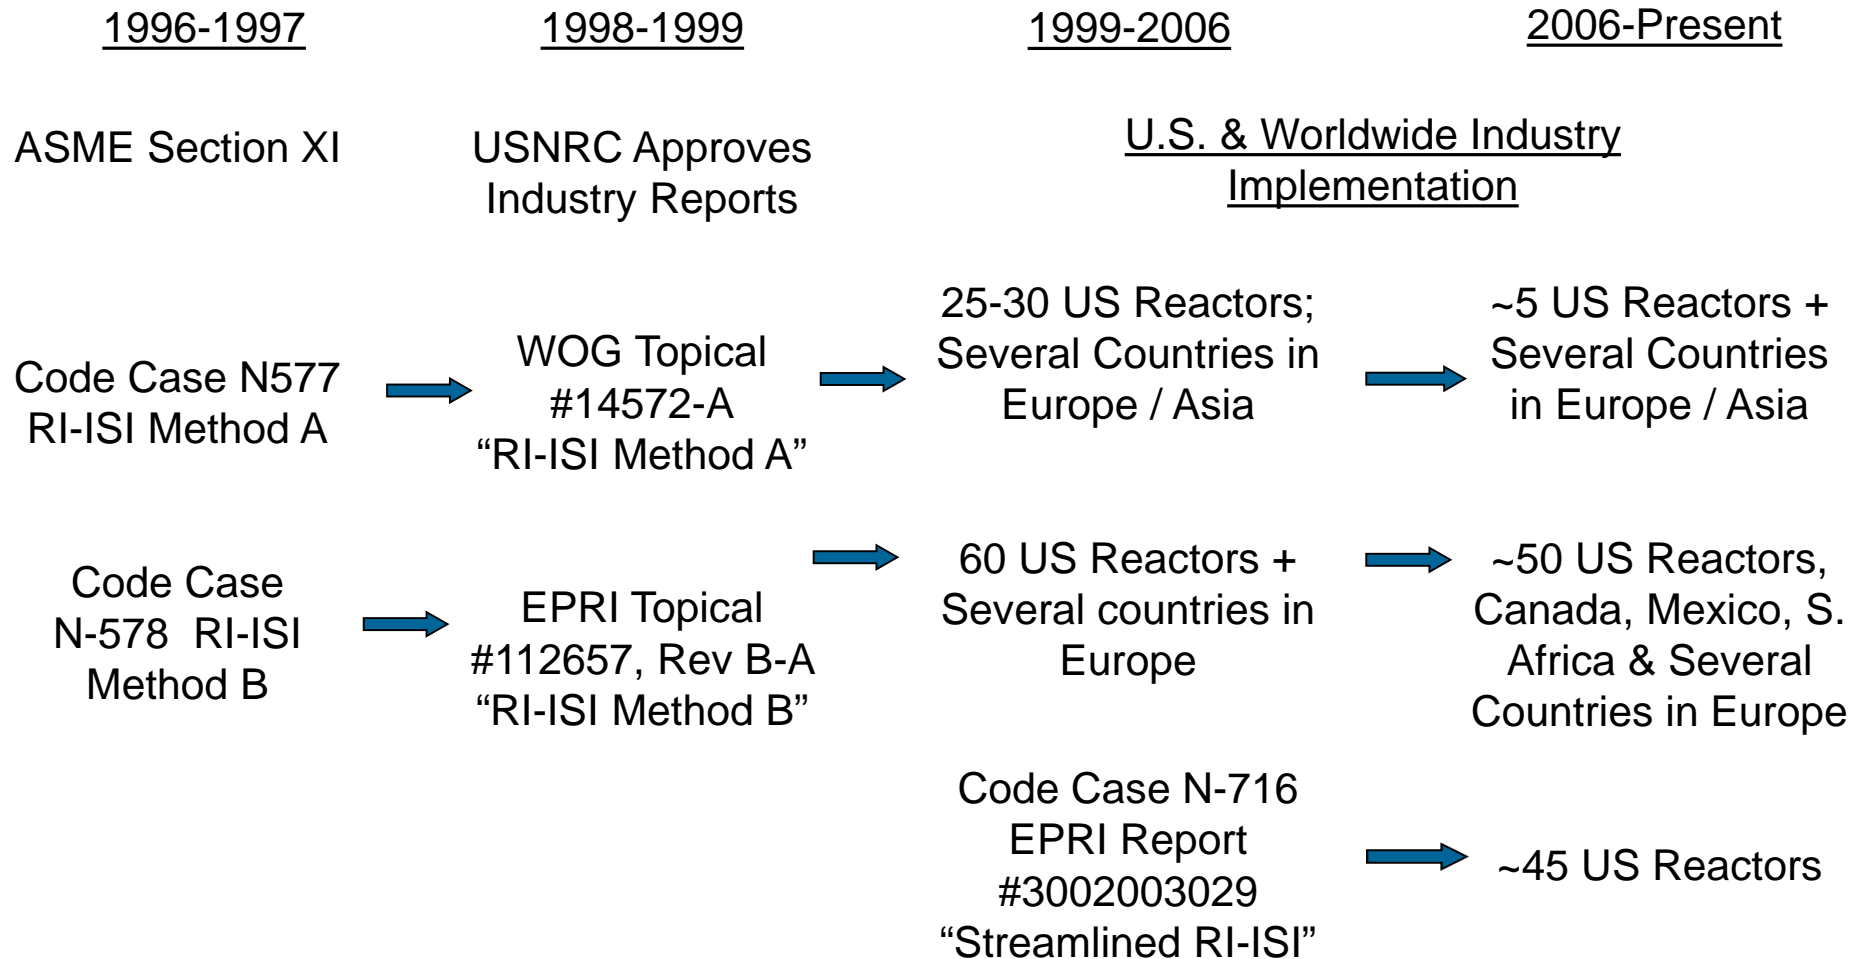 1996-1997
1998-1999
1999-2006
2006-Present
ASME Section XI
USNRC Approves
Industry Reports
U.S. & Worldwide Industry
Implementation
Code Case N577
RI-ISI Method A
WOG Topical
#14572-A
“RI-ISI Method A”
25-30 US Reactors;
Several Countries in
Europe / Asia
~5 US Reactors +
Several Countries
in Europe / Asia
Code Case
N-578  RI-ISI
Method B
EPRI Topical
#112657, Rev B-A
“RI-ISI Method B”
60 US Reactors +
Several countries in
Europe
~50 US Reactors,
Canada, Mexico, S.
Africa & Several
Countries in Europe
Code Case N-716
EPRI Report
#3002003029
“Streamlined RI-ISI”
~45 US Reactors